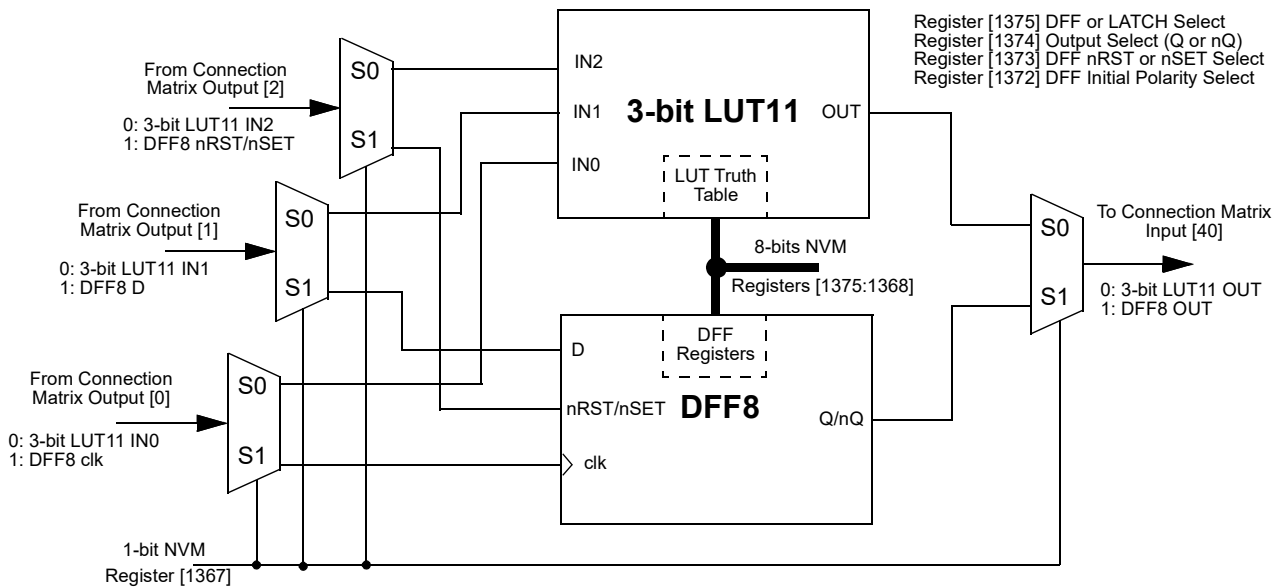 Register [1375] DFF or LATCH Select
Register [1374] Output Select (Q or nQ)
Register [1373] DFF nRST or nSET Select
Register [1372] DFF Initial Polarity Select
From Connection
Matrix Output [2]
0: 3-bit LUT11 IN2
1: DFF8 nRST/nSET
S0
S1
From Connection
Matrix Output [1]
0: 3-bit LUT11 IN1
1: DFF8 D
S0
S1
From Connection
Matrix Output [0]
0: 3-bit LUT11 IN0
1: DFF8 clk
S0
S1
1-bit NVM
Register [1367]
IN2
IN1
IN0
3-bit LUT11
OUT
LUT Truth
Table
8-bits NVM
Registers [1375:1368]
DFF
Registers
D
nRST/nSET
clk
DFF8
Q/nQ
S0
S1
To Connection Matrix
Input [40]
0: 3-bit LUT11 OUT
1: DFF8 OUT